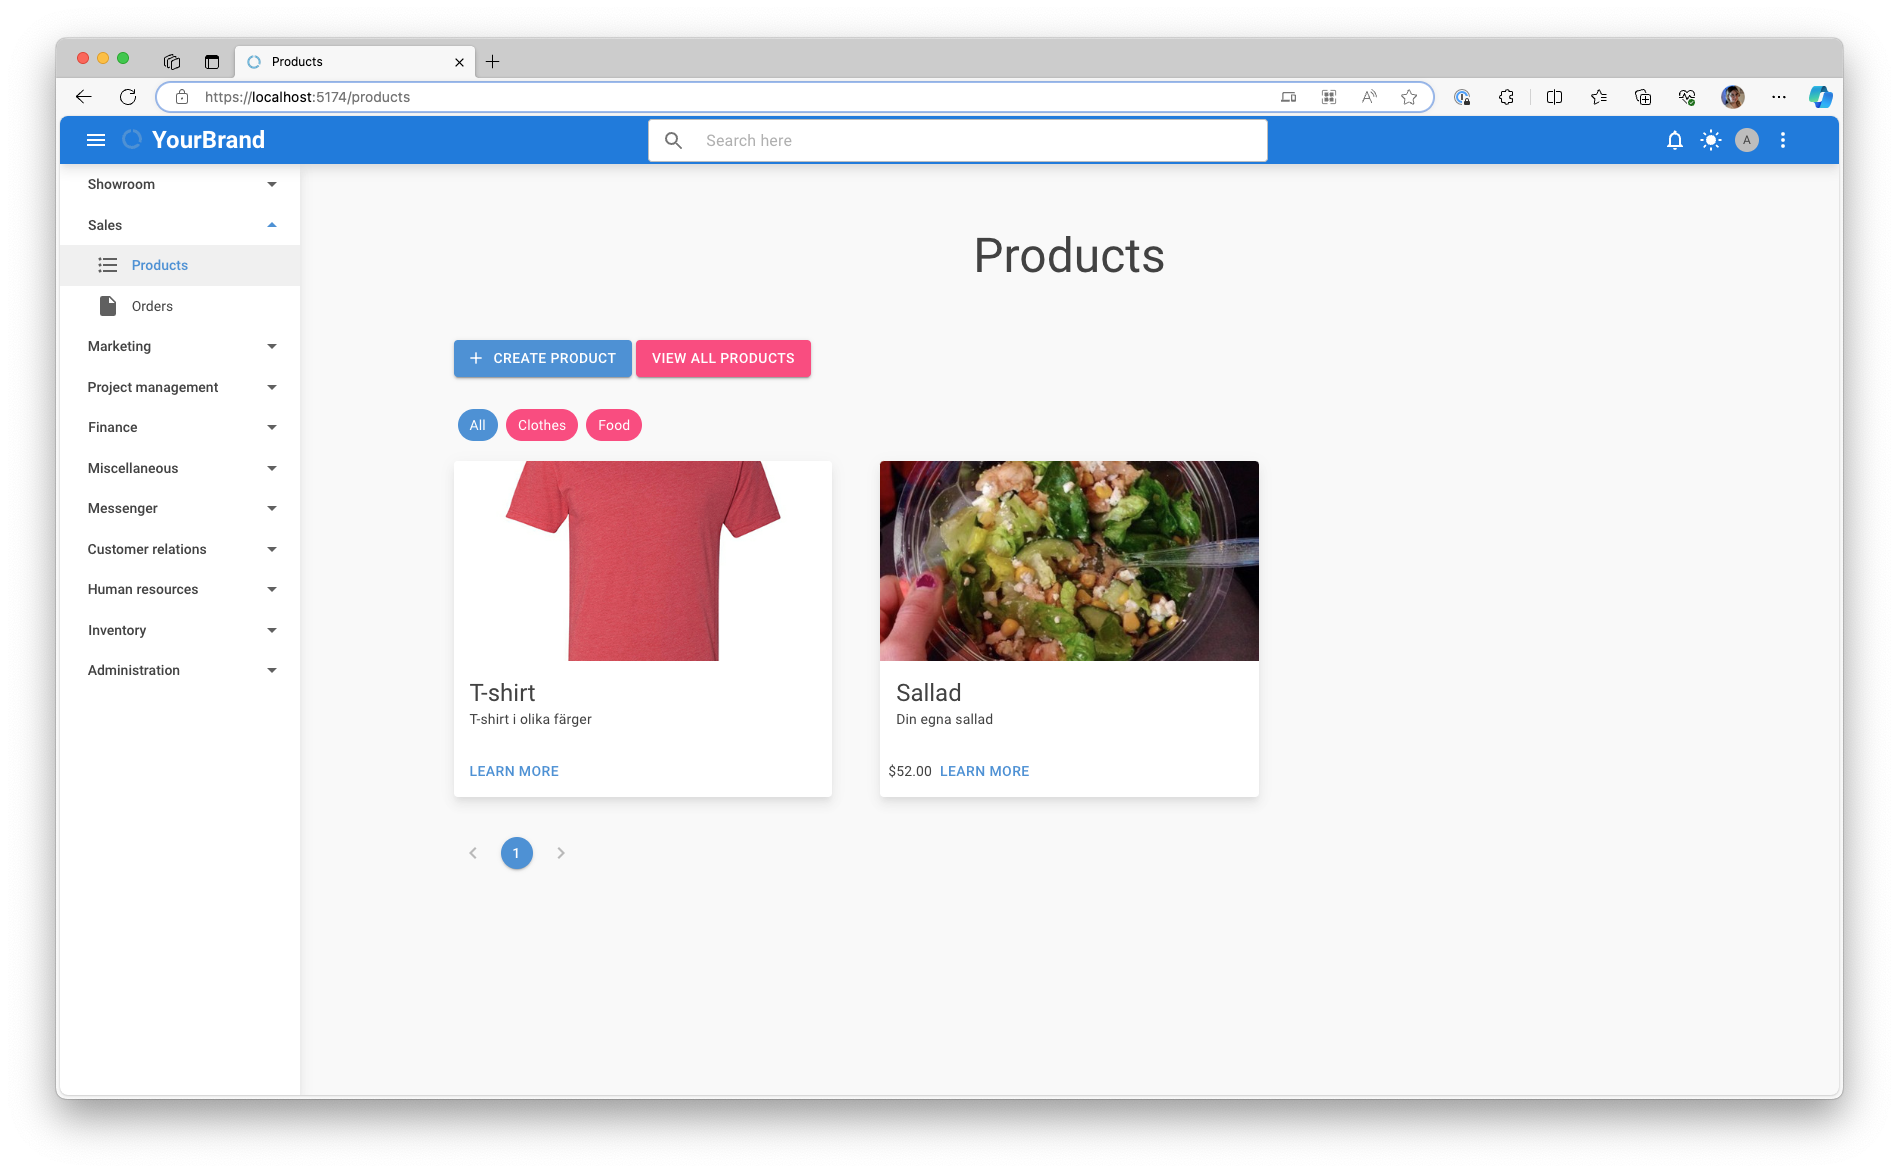 Products
https://localhost:5174/products
YourBrand
Search here
A
Showroom
Sales
Products
Orders
Marketing
Project management
Finance
Miscellaneous
Messenger
Customer relations
Human resources
Inventory
Administration
Products
CREATE PRODUCT
VIEW ALL PRODUCTS
All
Clothes
Food
T-shirt
T-shirt i olika färger
LEARN MORE
Sallad
Din egna sallad
$52.00 LEARN MORE
1